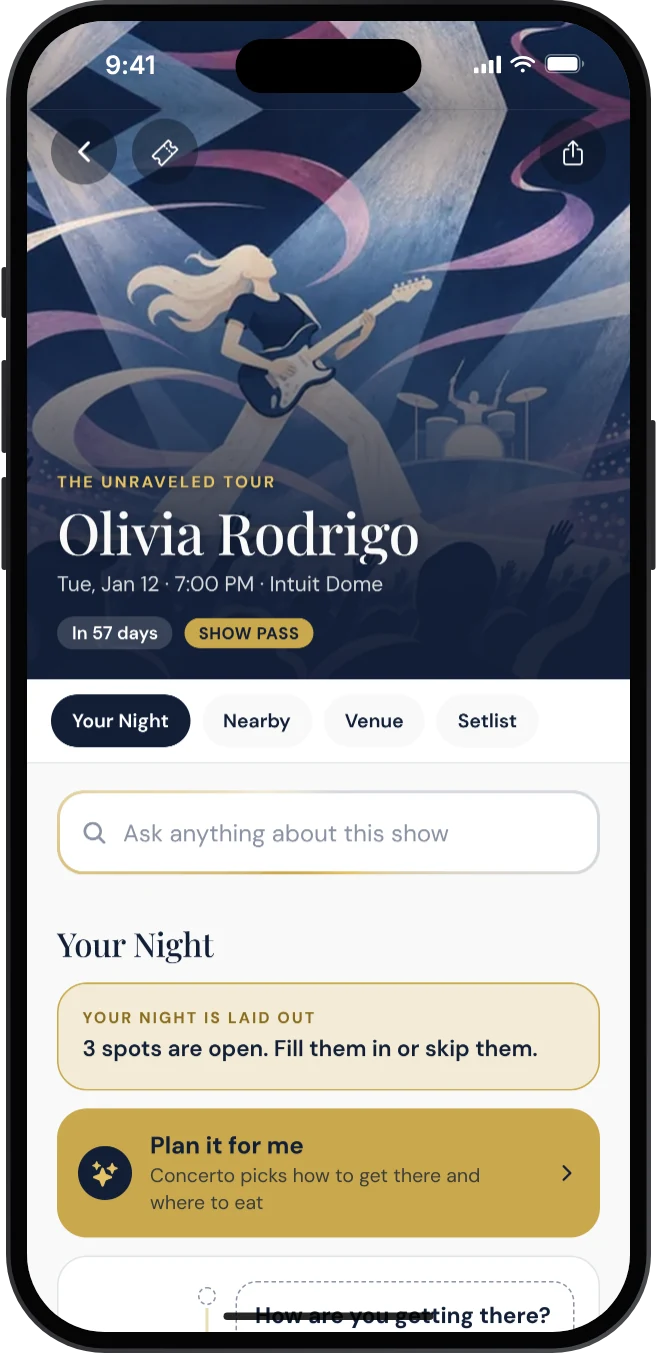 9:41
THE UNRAVELED TOUR
Olivia Rodrigo
Tue, Jan 12 · 7:00 PM · Intuit Dome
In 57 days
SHOW PASS
Your Night
Nearby
Venue
Setlist
Ask anything about this show
Your Night
YOUR NIGHT IS LAID OUT
3 spots are open. Fill them in or skip them.
Plan it for me
Concerto picks how to get there and
where to eat
How are you getting there?